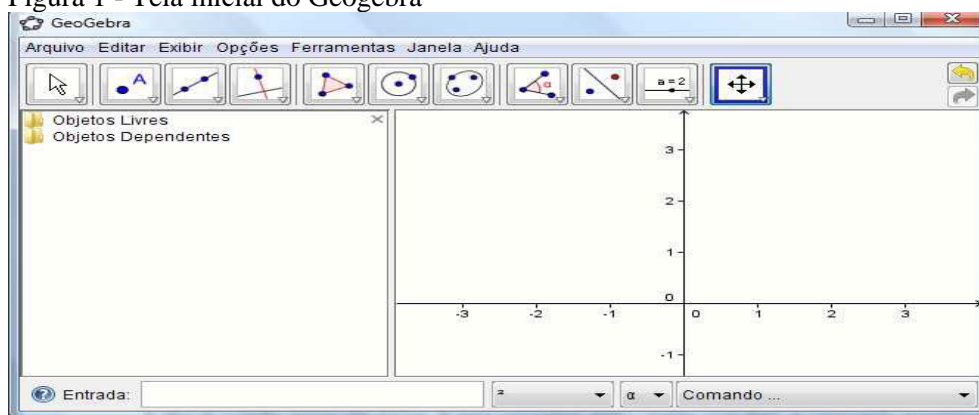 Figura 1 - Tela inicial do Geogebra
GeoGebra
Arquivo Editar Exibir Opções Ferramentas Janela Ajuda
A
α
a=2
Objetos Livres
Objetos Dependentes
3
2
1
0
-3 -2 -1 0 1 2 3
-1
Entrada: ² α Comando ...